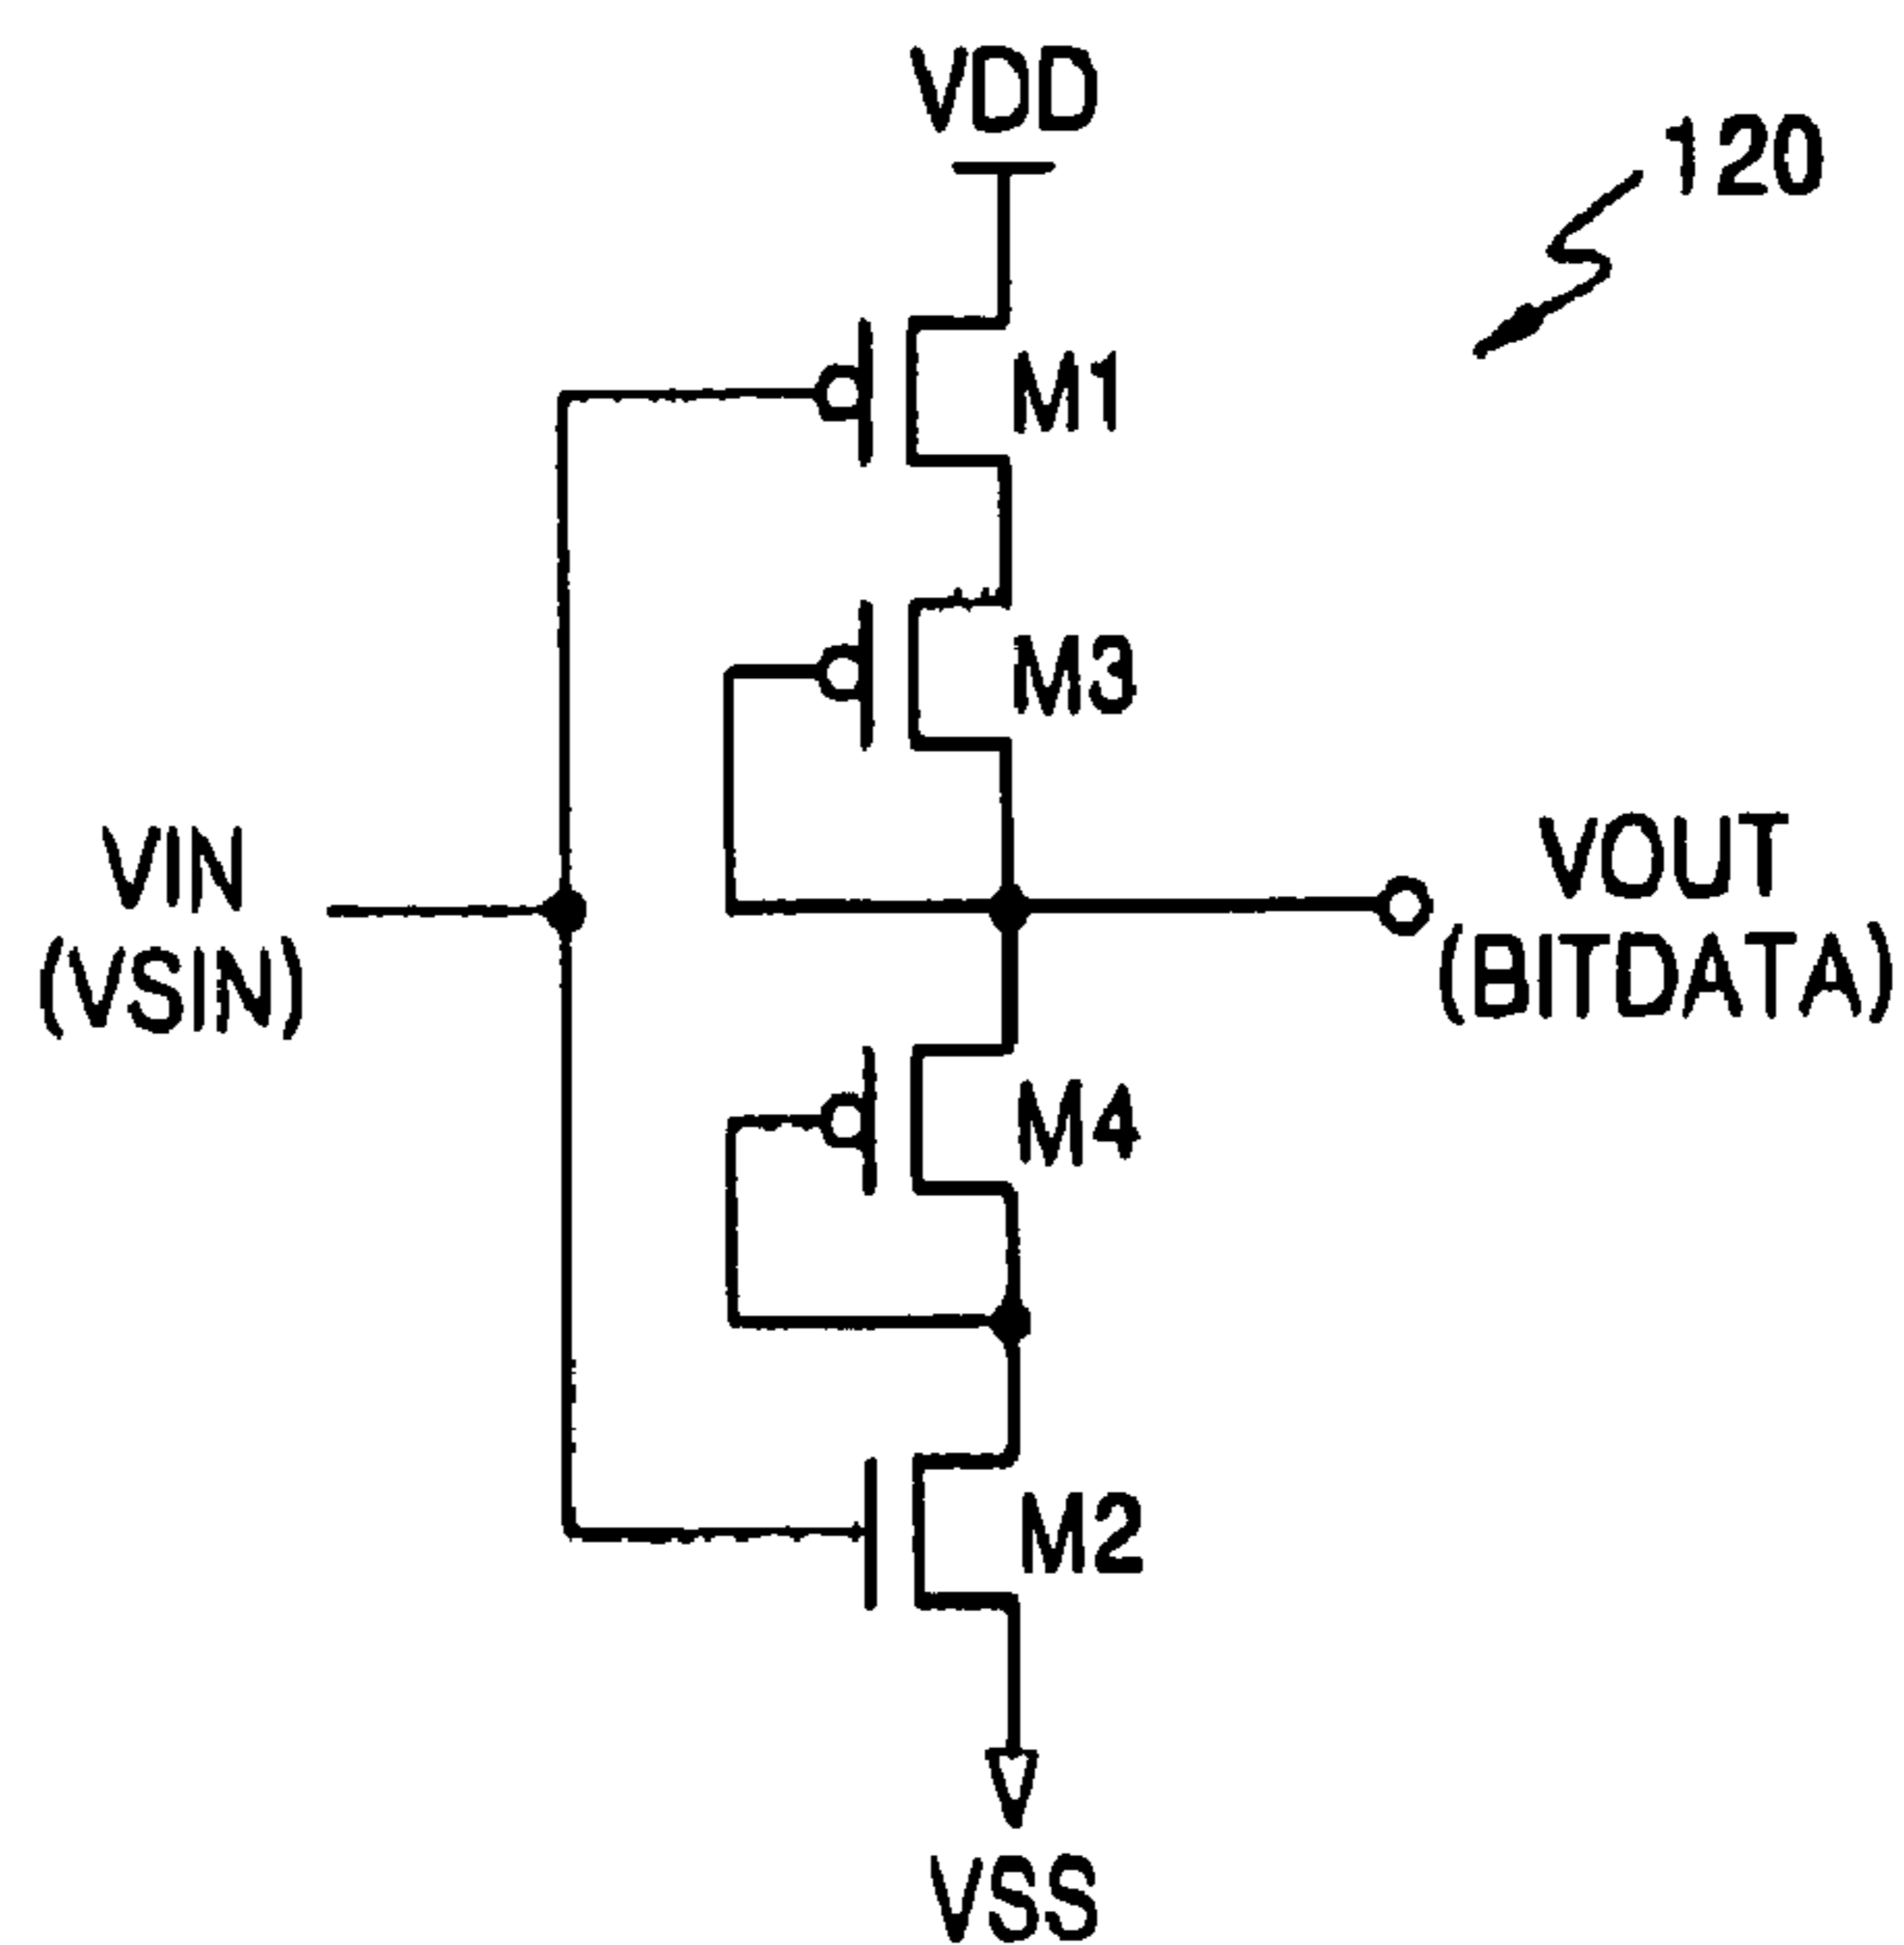 VDD
120
M1
M3
VIN
(VSIN)
VOUT
(BITDATA)
M4
M2
VSS